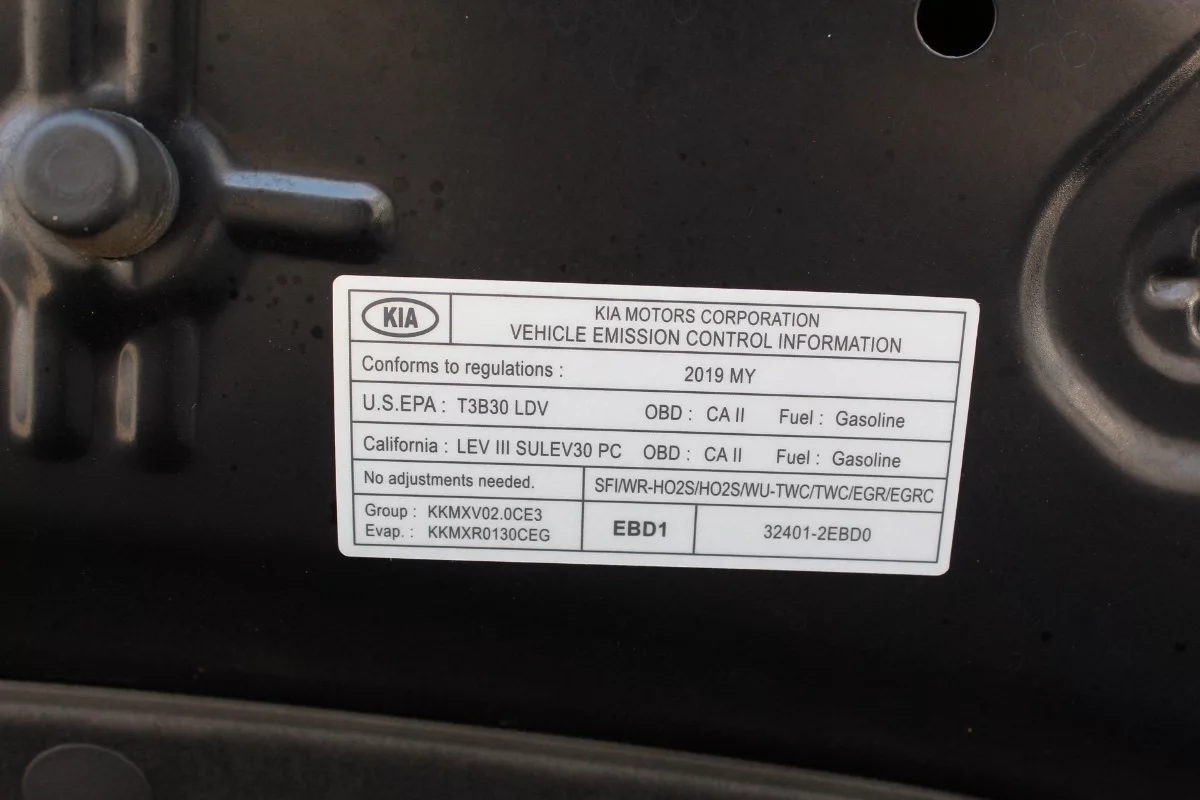 KIA
KIA MOTORS CORPORATION
VEHICLE EMISSION CONTROL INFORMATION
Conforms to regulations : 2019 MY
U.S.EPA : T3B30 LDV OBD : CA II Fuel : Gasoline
California : LEV III SULEV30 PC OBD : CA II Fuel : Gasoline
No adjustments needed. SFI/WR-HO2S/HO2S/WU-TWC/TWC/EGR/EGRC
Group : KKMXV02.0CE3
Evap. : KKMXR0130CEG
EBD1 32401-2EBD0